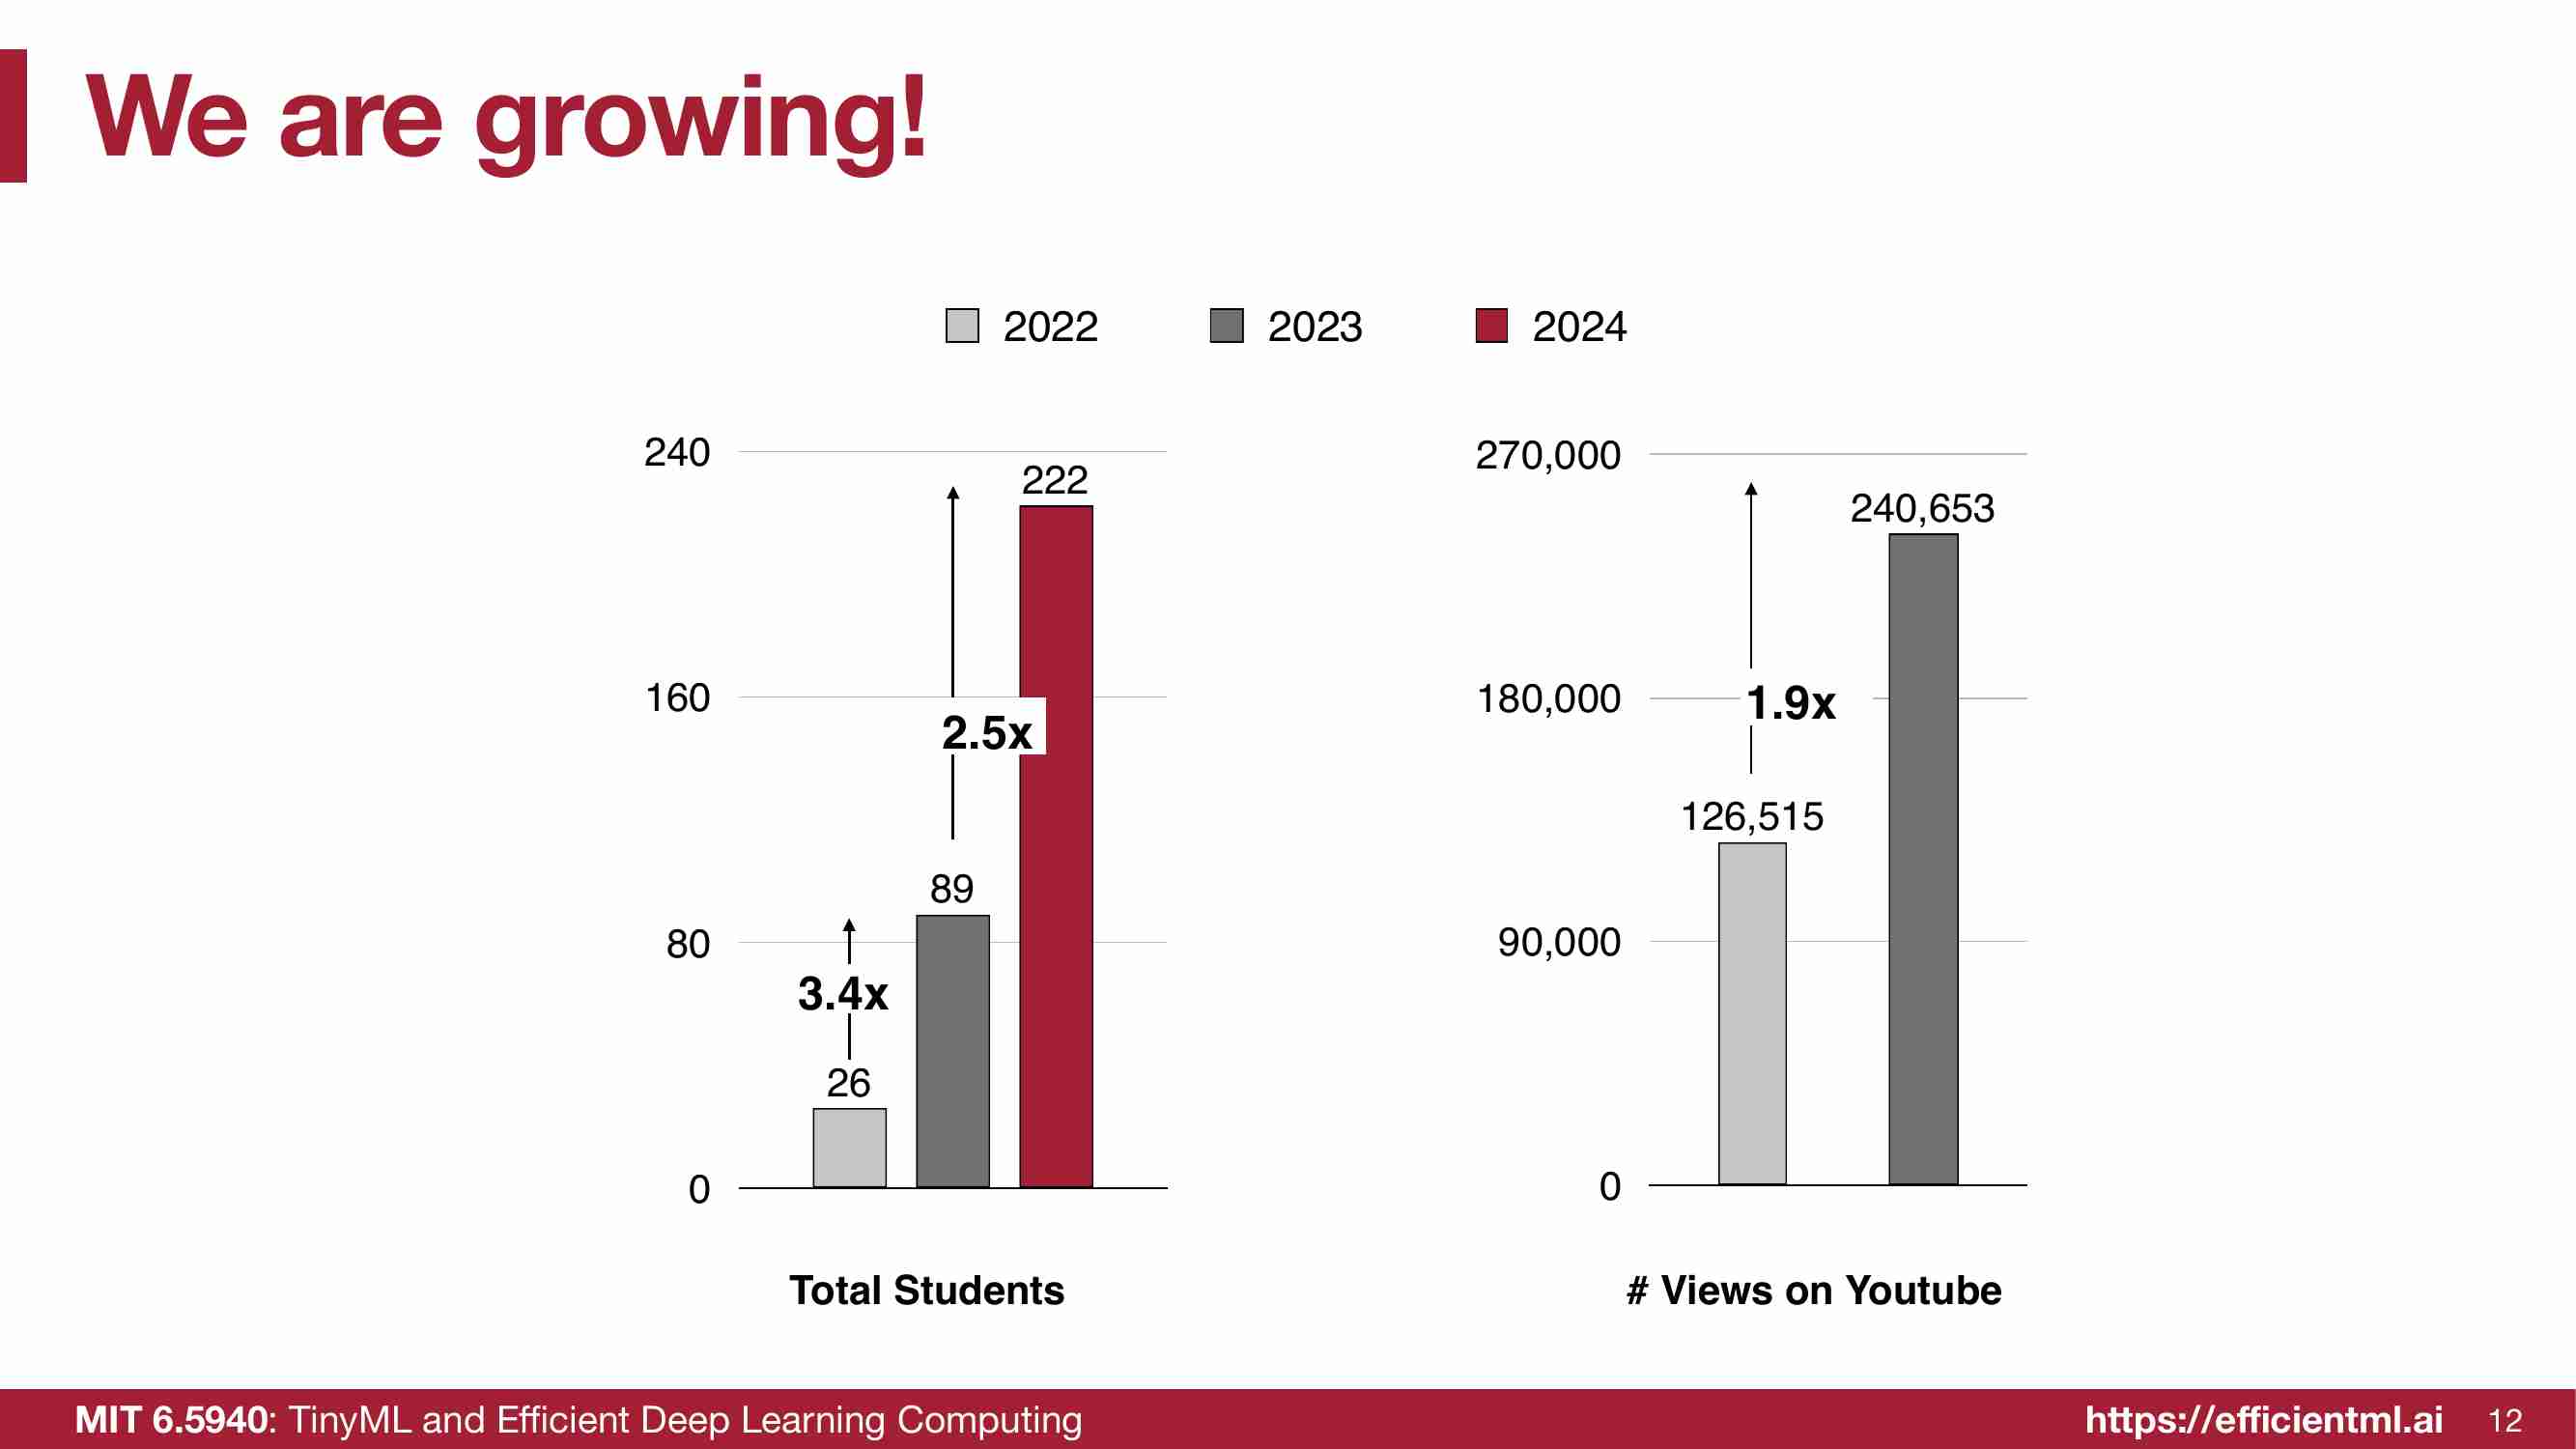 We are growing!
2022 2023 2024
240
222
160
2.5x
89
80
3.4x
26
0
Total Students
270,000
240,653
180,000
1.9x
126,515
90,000
0
# Views on Youtube
MIT 6.5940: TinyML and Efficient Deep Learning Computing
https://efficientml.ai 12